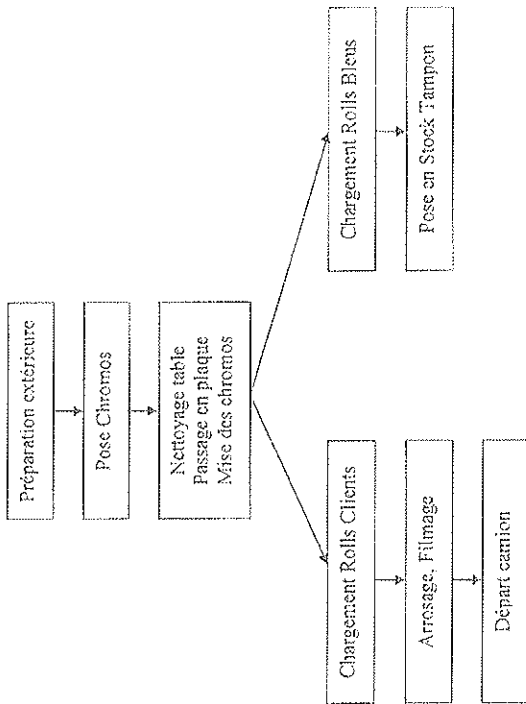 Préparation extérieure
Pose Chromos
Nettoyage table
Passage en plaque
Mise des chromos
Chargement Rolls Clients
Arrosage, Filmage
Départ camion
Chargement Rolls Bleus
Pose en Stock Tampon